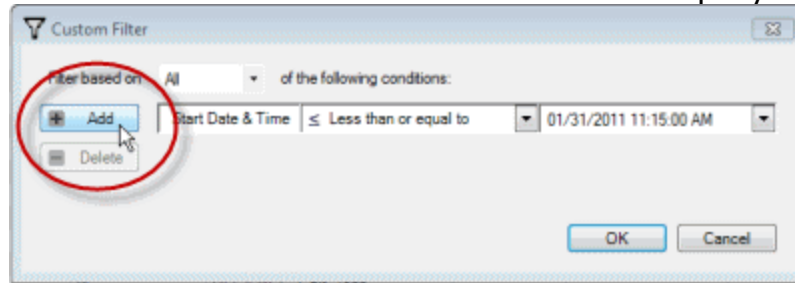 Custom Filter
Filter based on All of the following conditions:
Add Start Date & Time ≤ Less than or equal to 01/31/2011 11:15:00 AM
Delete
OK Cancel